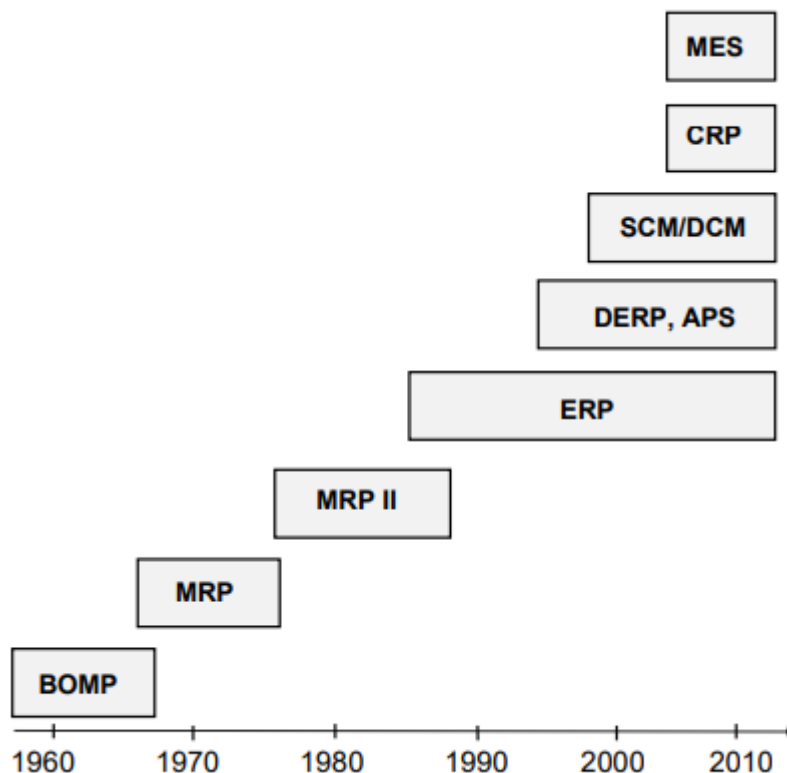 MES
CRP
SCM/DCM
DERP, APS
ERP
MRP II
MRP
BOMP
1960 1970 1980 1990 2000 2010